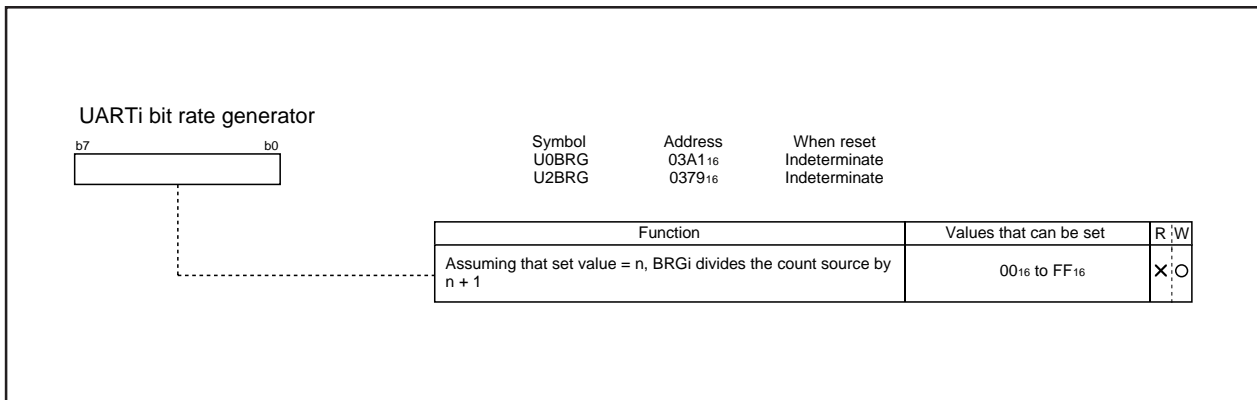 UARTi bit rate generator
b7 b0
Symbol Address When reset
U0BRG 03A1₁₆ Indeterminate
U2BRG 0379₁₆ Indeterminate
Function Values that can be set R W
Assuming that set value = n, BRGi divides the count source by
n + 1
00₁₆ to FF₁₆ ✕ ○